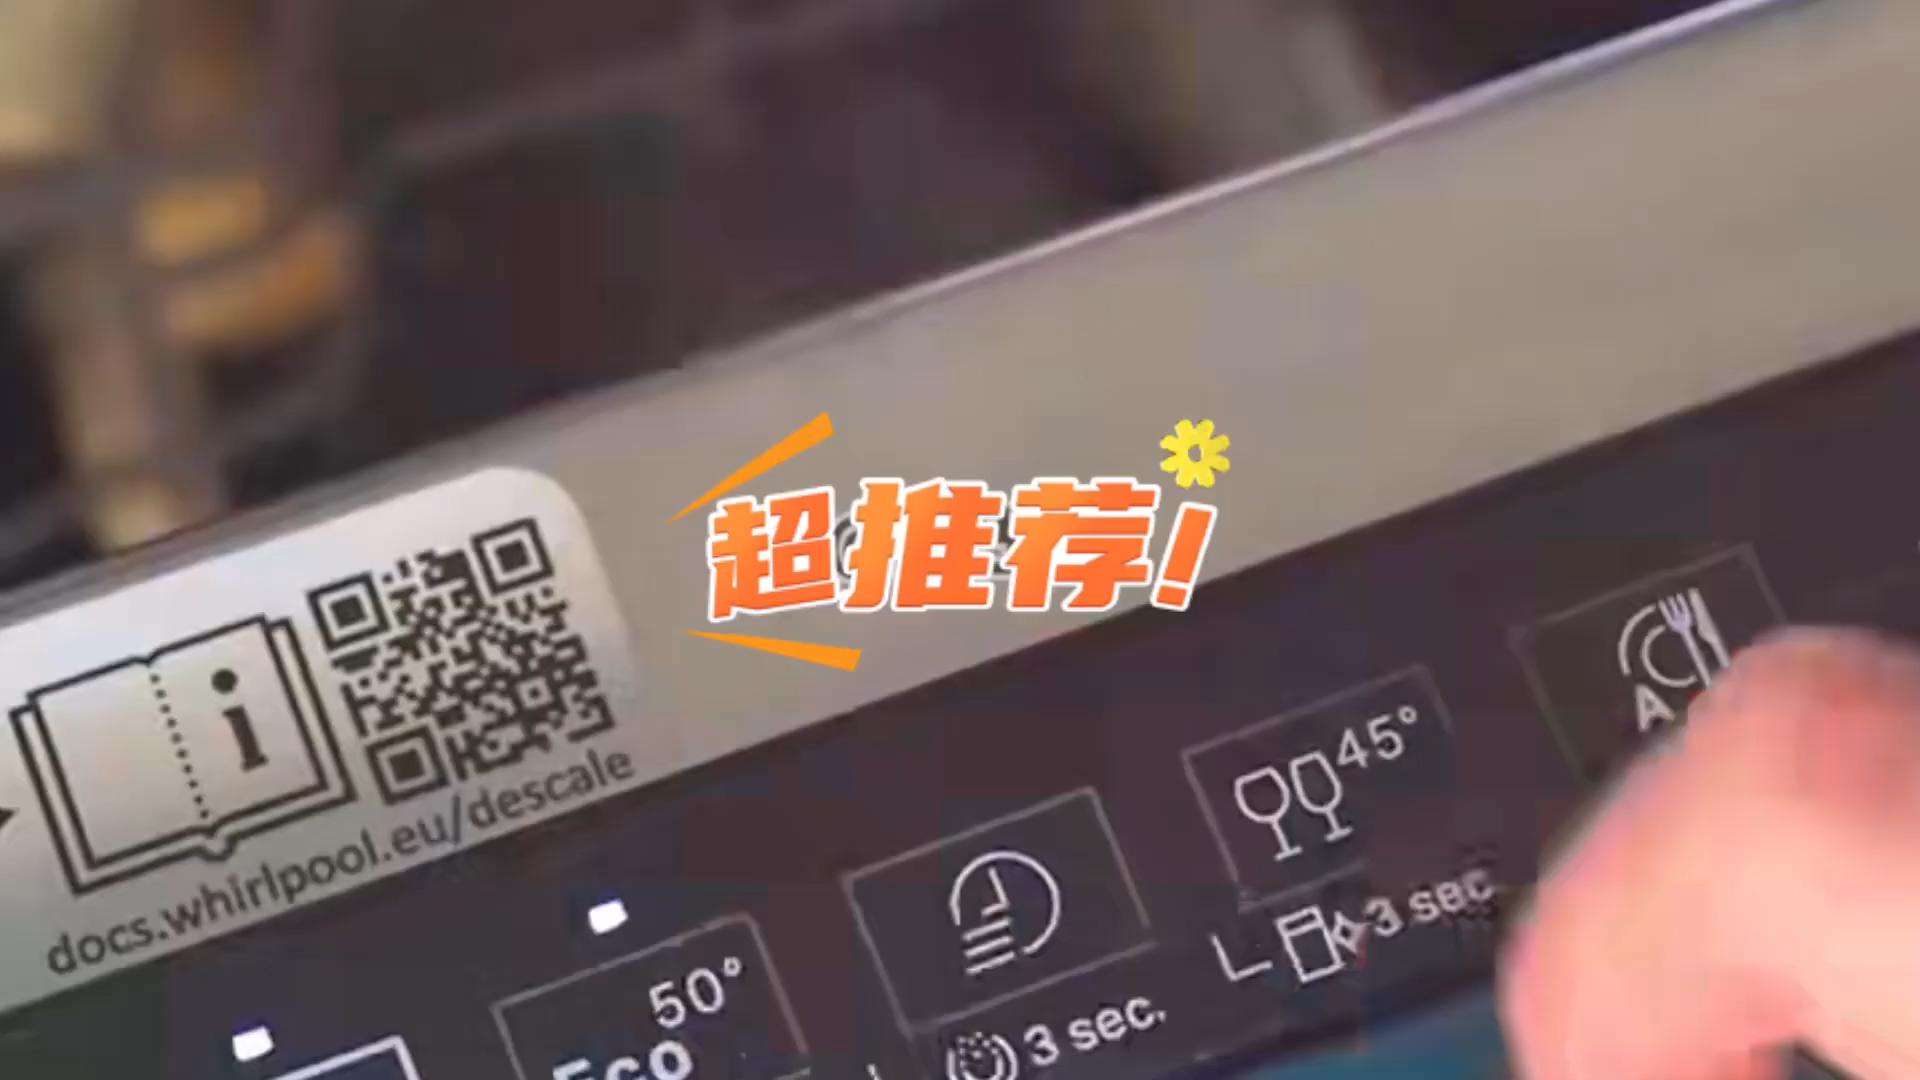 超推荐!
i
docs.whirlpool.eu/descale
45°
A
3 sec.
50°
Eco
3 sec.